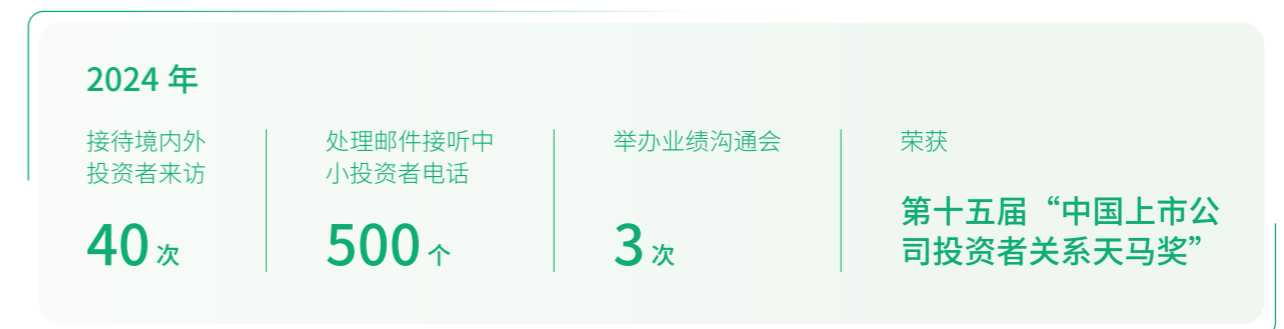 2024 年
接待境内外
投资者来访
40 次
处理邮件接听中
小投资者电话
500 个
举办业绩沟通会
3 次
荣获
第十五届“中国上市公
司投资者关系天马奖”